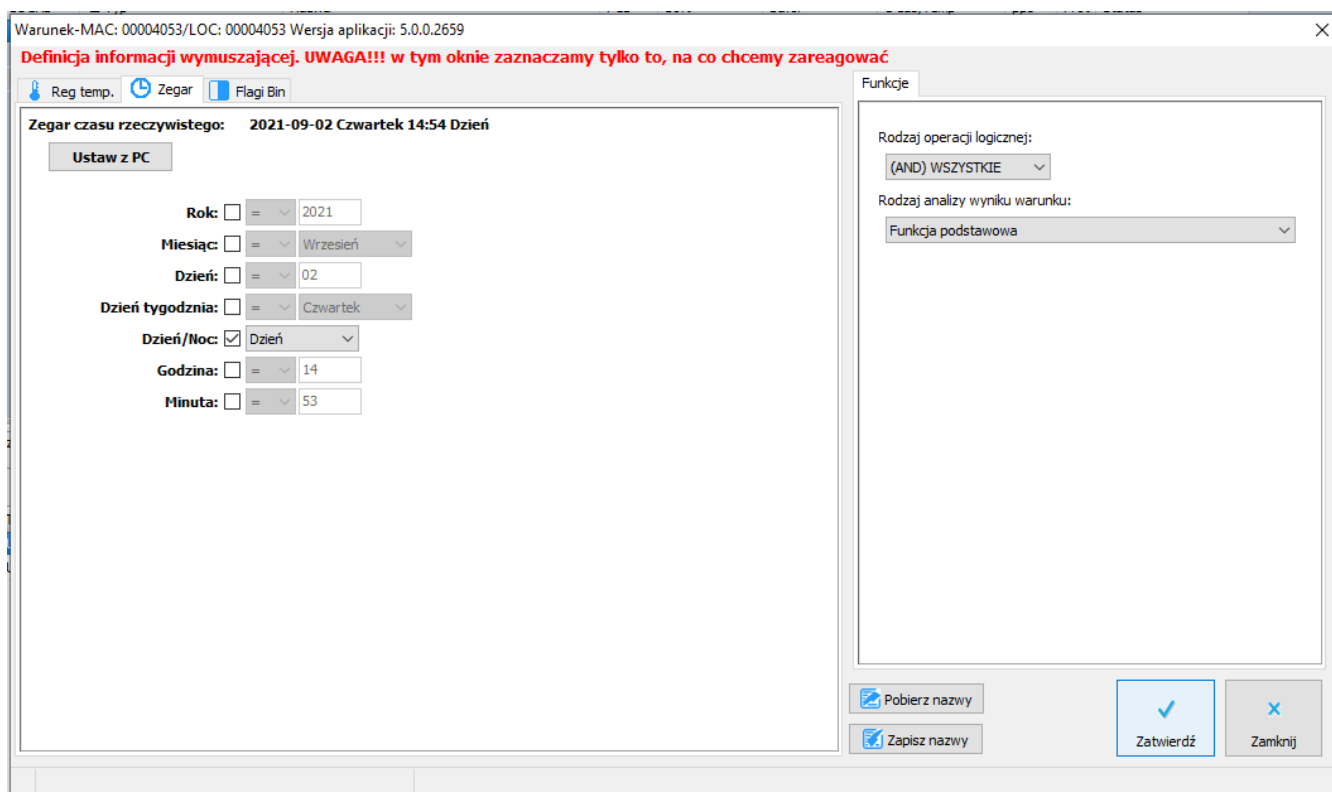 Warunek-MAC: 00004053/LOC: 00004053 Wersja aplikacji: 5.0.0.2659
Definicja informacji wymuszającej. UWAGA!!! w tym oknie zaznaczamy tylko to, na co chcemy zareagować
Reg temp. Zegar Flagi Bin
Zegar czasu rzeczywistego: 2021-09-02 Czwartek 14:54 Dzień
Ustaw z PC
Rok: = 2021
Miesiąc: = Wrzesień
Dzień: = 02
Dzień tygodznia: = Czwartek
Dzień/Noc: Dzień
Godzina: = 14
Minuta: = 53
Funkcje
Rodzaj operacji logicznej:
(AND) WSZYSTKIE
Rodzaj analizy wyniku warunku:
Funkcja podstawowa
Pobierz nazwy
Zapisz nazwy
Zatwierdź
Zamknij